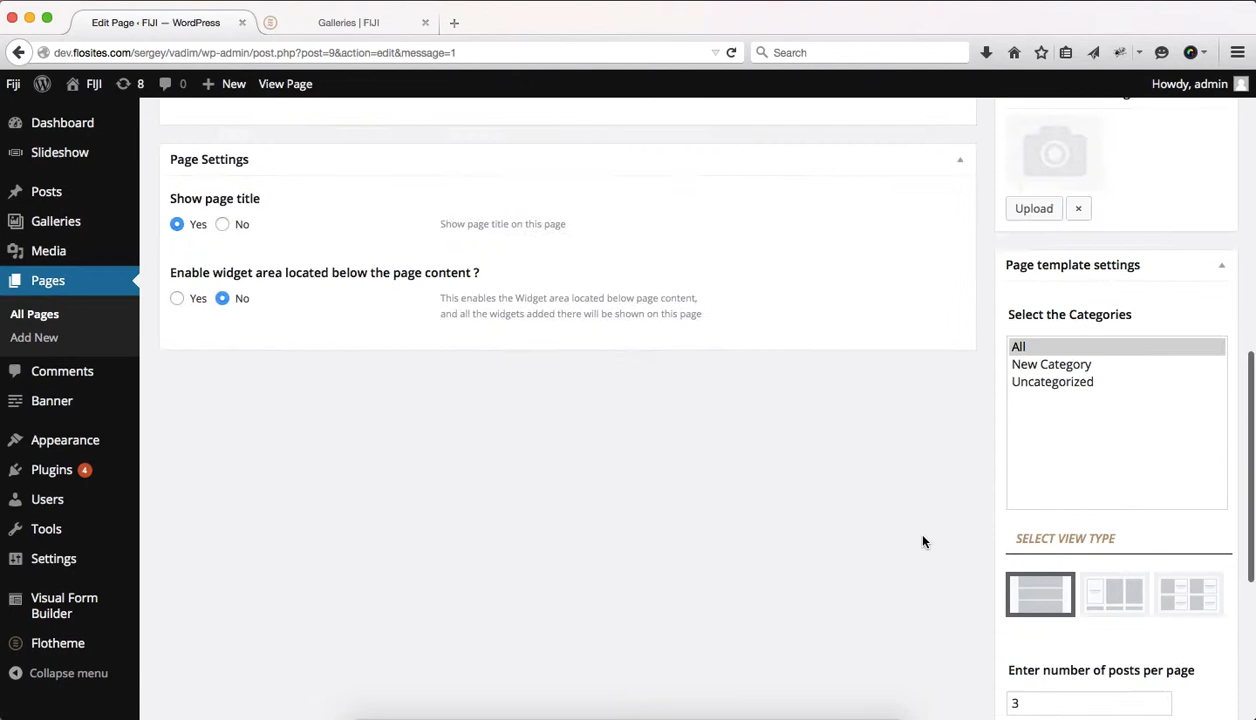 Edit Page ‹ FIJI — WordPress
Galleries | FIJI
dev.flosites.com/sergey/vadim/wp-admin/post.php?post=9&action=edit&message=1
Search
Fiji
FIJI
8
0
New
View Page
Howdy, admin
Dashboard
Slideshow
Posts
Galleries
Media
Pages
All Pages
Add New
Comments
Banner
Appearance
Plugins 4
Users
Tools
Settings
Visual Form
Builder
Flotheme
Collapse menu
Page Settings
Show page title
Yes No
Show page title on this page
Enable widget area located below the page content ?
Yes No
This enables the Widget area located below page content,
and all the widgets added there will be shown on this page
Upload ×
Page template settings
Select the Categories
All
New Category
Uncategorized
SELECT VIEW TYPE
Enter number of posts per page
3